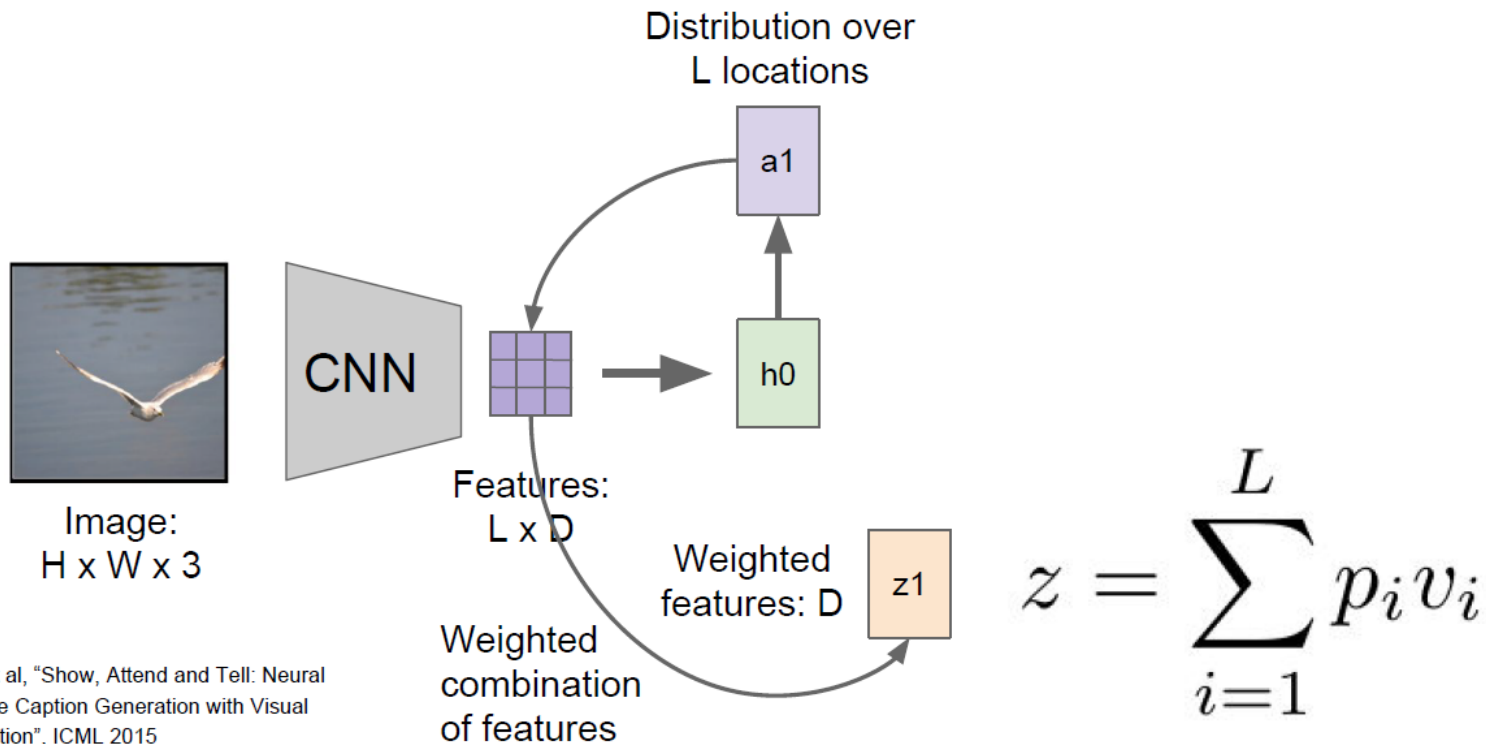 Distribution over
L locations
a1
CNN
h0
Features:
L x D
Image:
H x W x 3
Weighted
features: D
z1
z = \sum_{i=1}^{L} p_i v_i
Weighted
combination
of features
al, “Show, Attend and Tell: Neural
e Caption Generation with Visual
tion”, ICML 2015